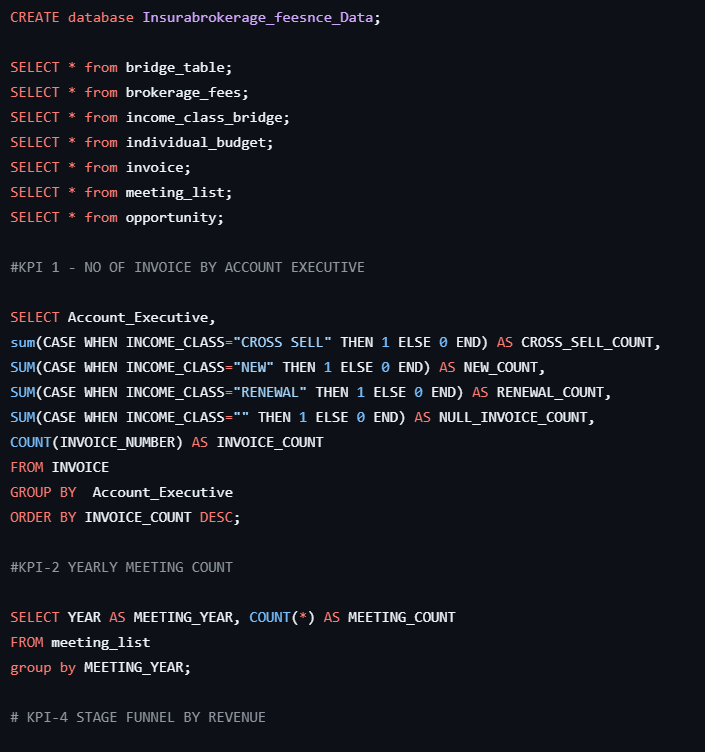 CREATE database Insurabrokerage_feesnce_Data;
SELECT * from bridge_table;
SELECT * from brokerage_fees;
SELECT * from income_class_bridge;
SELECT * from individual_budget;
SELECT * from invoice;
SELECT * from meeting_list;
SELECT * from opportunity;
#KPI 1 - NO OF INVOICE BY ACCOUNT EXECUTIVE
SELECT Account_Executive,
sum(CASE WHEN INCOME_CLASS="CROSS SELL" THEN 1 ELSE 0 END) AS CROSS_SELL_COUNT,
SUM(CASE WHEN INCOME_CLASS="NEW" THEN 1 ELSE 0 END) AS NEW_COUNT,
SUM(CASE WHEN INCOME_CLASS="RENEWAL" THEN 1 ELSE 0 END) AS RENEWAL_COUNT,
SUM(CASE WHEN INCOME_CLASS="" THEN 1 ELSE 0 END) AS NULL_INVOICE_COUNT,
COUNT(INVOICE_NUMBER) AS INVOICE_COUNT
FROM INVOICE
GROUP BY  Account_Executive
ORDER BY INVOICE_COUNT DESC;
#KPI-2 YEARLY MEETING COUNT
SELECT YEAR AS MEETING_YEAR, COUNT(*) AS MEETING_COUNT
FROM meeting_list
group by MEETING_YEAR;
# KPI-4 STAGE FUNNEL BY REVENUE